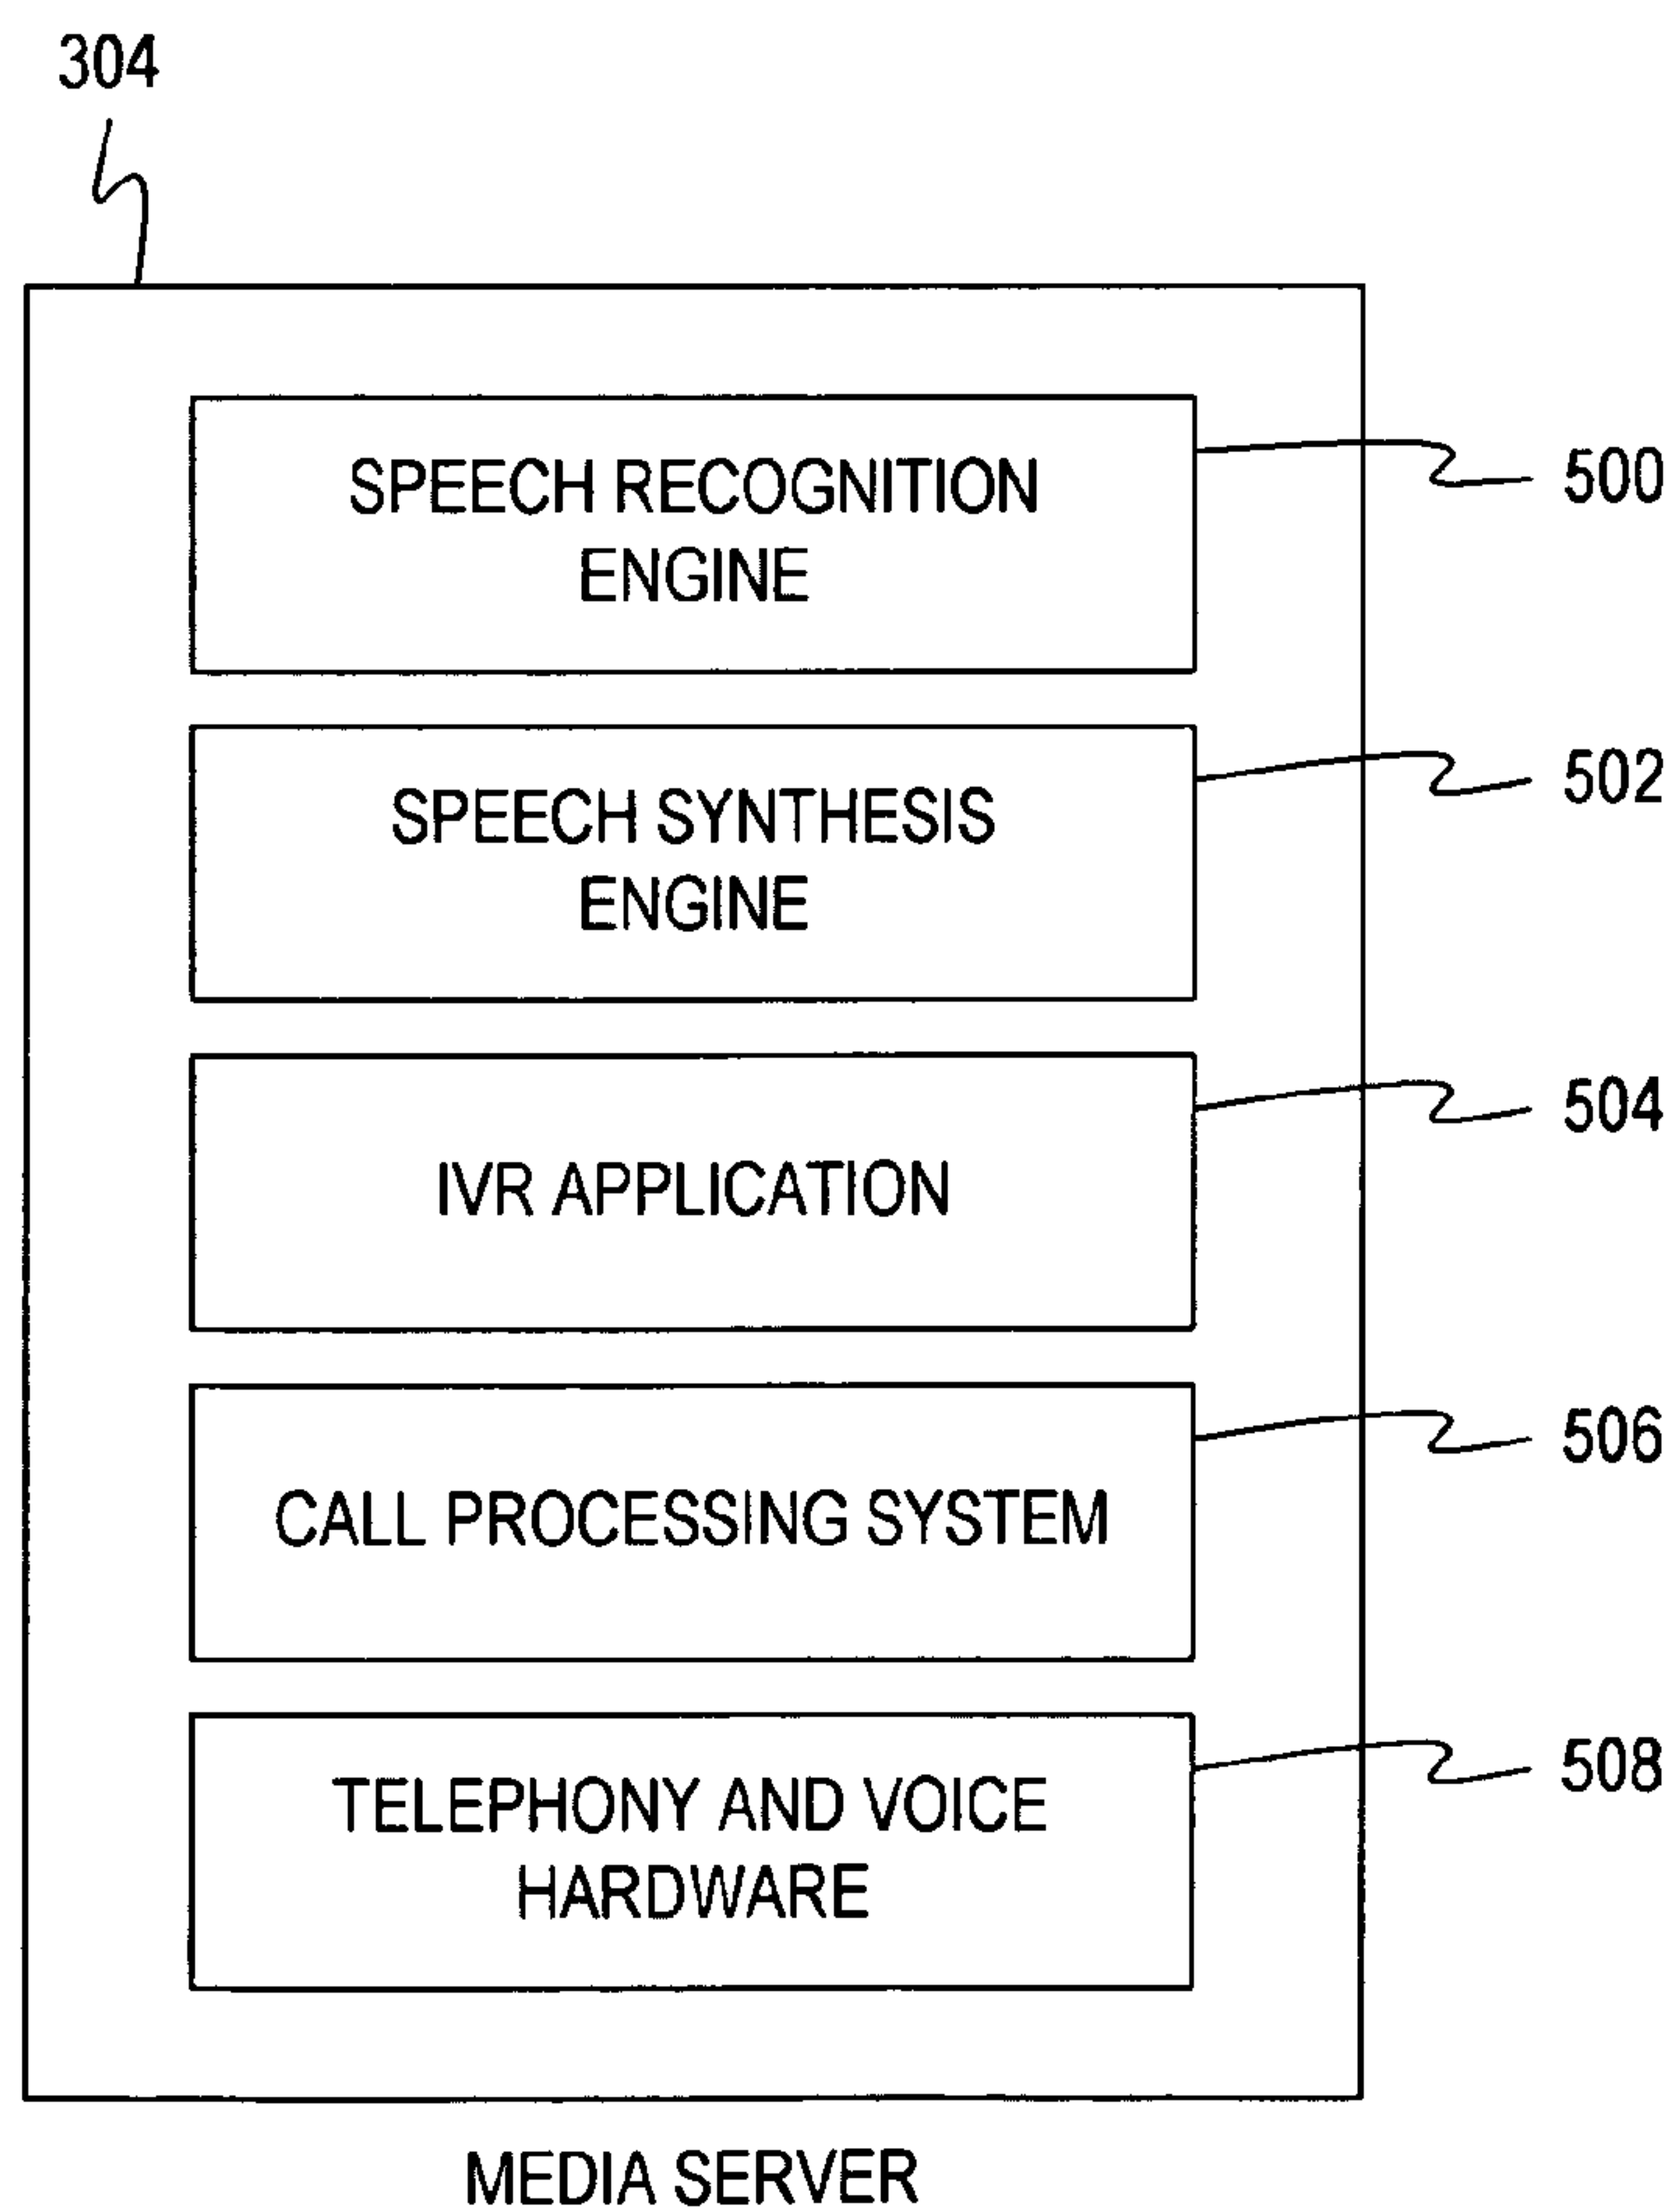 304
SPEECH RECOGNITION
ENGINE
500
SPEECH SYNTHESIS
ENGINE
502
IVR APPLICATION
504
CALL PROCESSING SYSTEM
506
TELEPHONY AND VOICE
HARDWARE
508
MEDIA SERVER